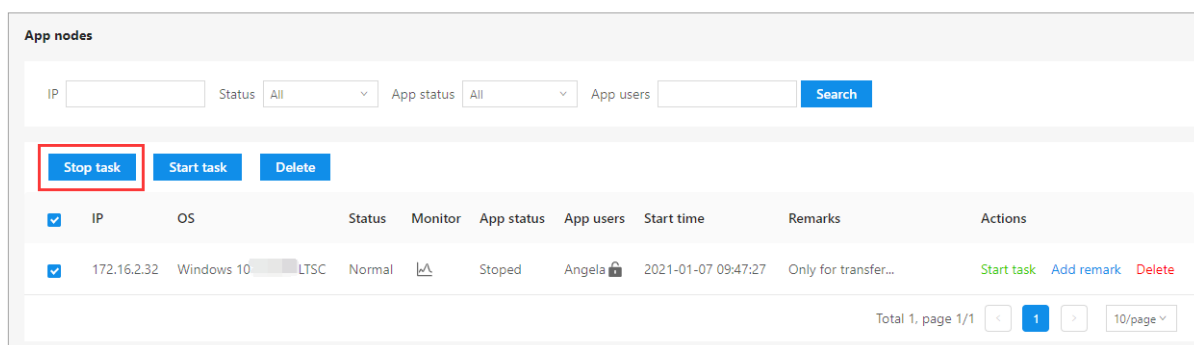 App nodes
IP Status All App status All App users Search
Stop task Start task Delete
IP OS Status Monitor App status App users Start time Remarks Actions
172.16.2.32 Windows 10 LTSC Normal Stoped Angela 2021-01-07 09:47:27 Only for transfer... Start task Add remark Delete
Total 1, page 1/1 < 1 > 10/page